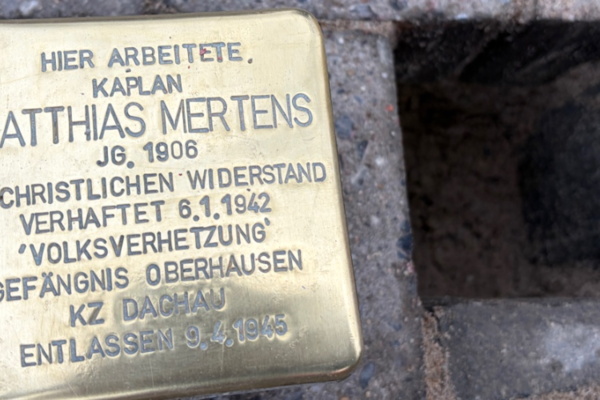 HIER ARBEITETE
KAPLAN
ATTHIAS MERTENS
JG. 1906
CHRISTLICHEN WIDERSTAND
VERHAFTET 6.1.1942
'VOLKSVERHETZUNG'
GEFÄNGNIS OBERHAUSEN
KZ DACHAU
ENTLASSEN 9.4.1945